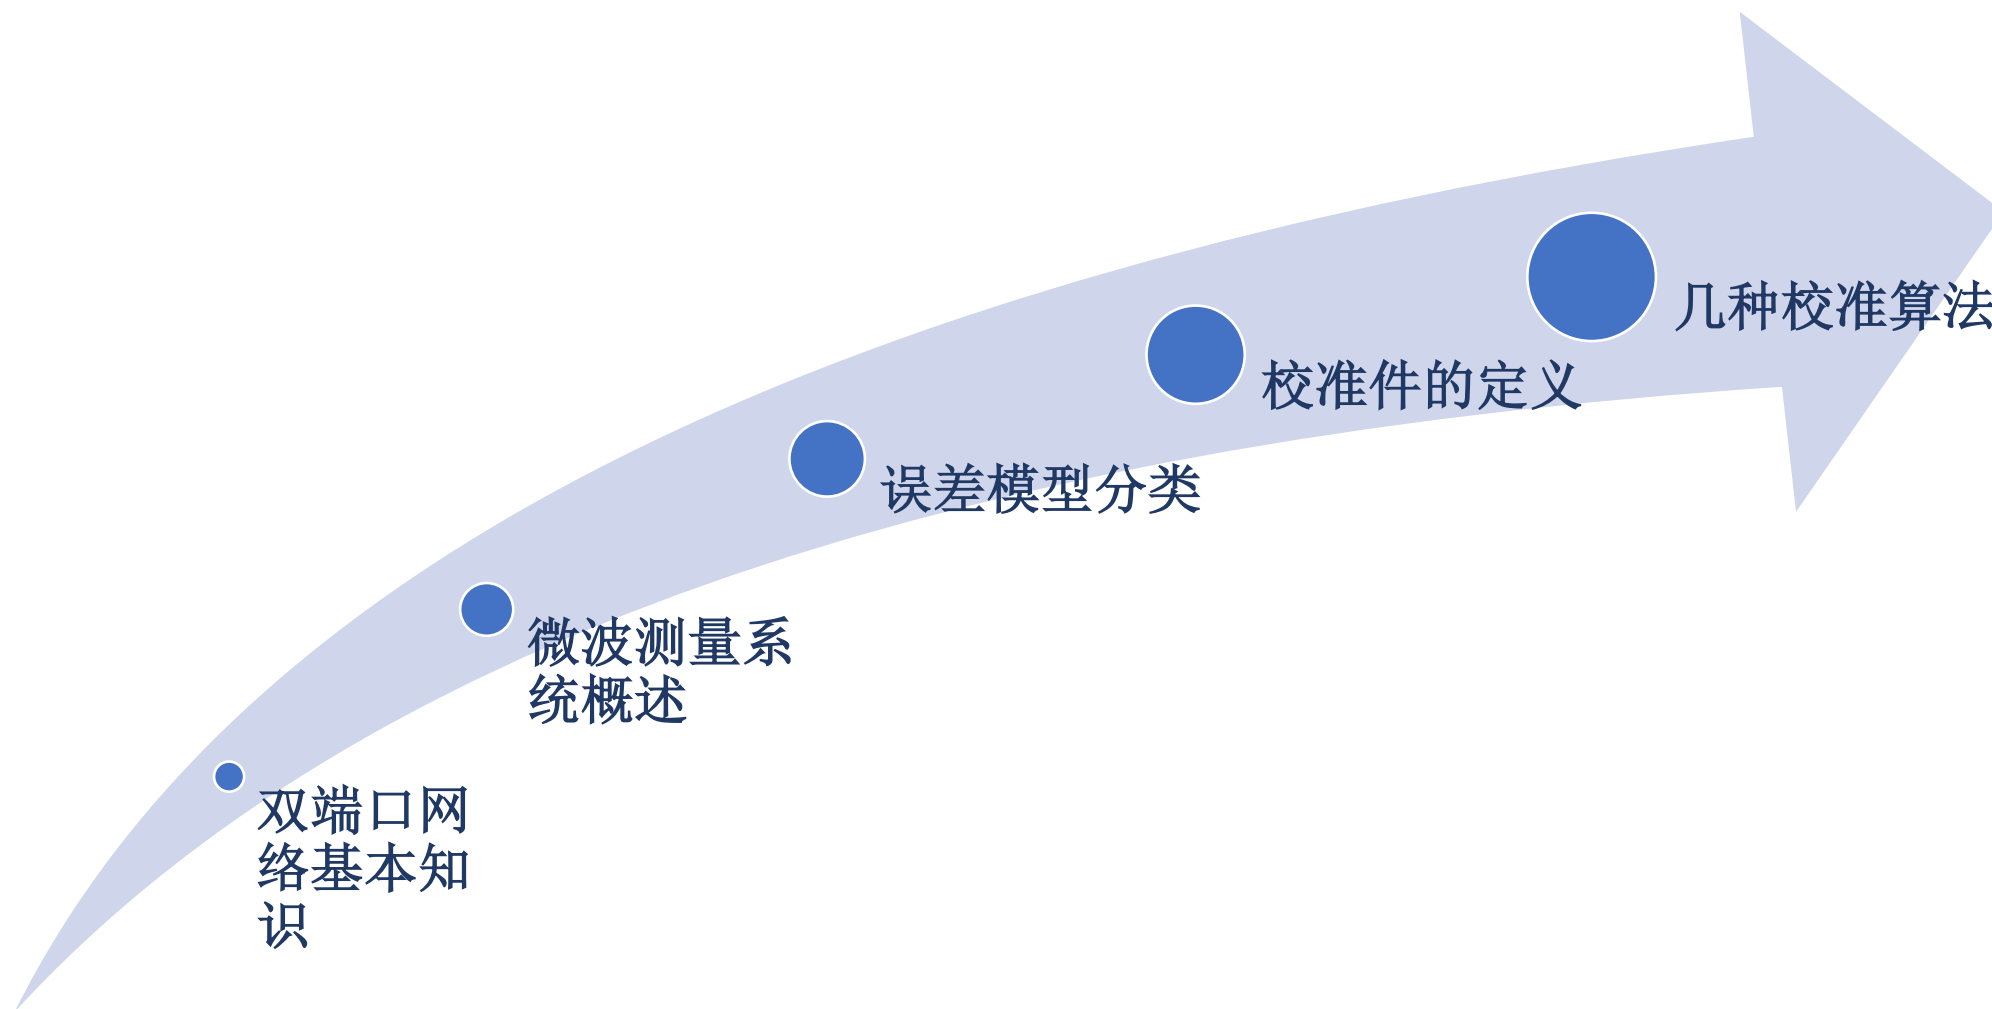 几种校准算法
校准件的定义
误差模型分类
微波测量系
统概述
双端口网
络基本知
识